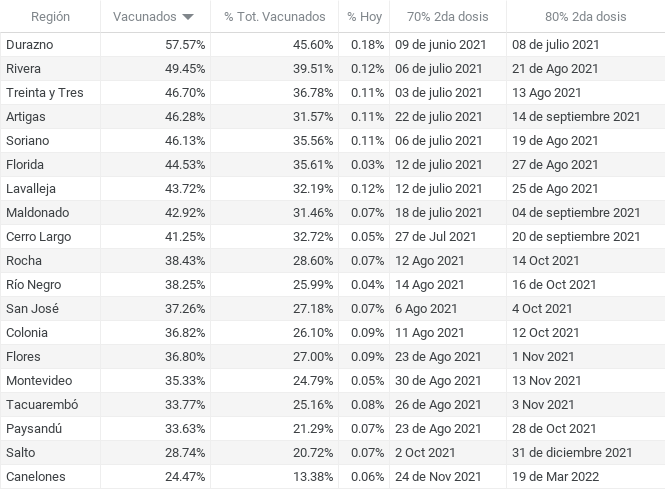 Región Vacunados % Tot. Vacunados % Hoy 70% 2da dosis 80% 2da dosis
Durazno 57.57% 45.60% 0.18% 09 de junio 2021 08 de julio 2021
Rivera 49.45% 39.51% 0.12% 06 de julio 2021 21 de Ago 2021
Treinta y Tres 46.70% 36.78% 0.11% 03 de julio 2021 13 Ago 2021
Artigas 46.28% 31.57% 0.11% 22 de julio 2021 14 de septiembre 2021
Soriano 46.13% 35.56% 0.11% 06 de julio 2021 19 de Ago 2021
Florida 44.53% 35.61% 0.03% 12 de julio 2021 27 de Ago 2021
Lavalleja 43.72% 32.19% 0.12% 12 de julio 2021 25 de Ago 2021
Maldonado 42.92% 31.46% 0.07% 18 de julio 2021 04 de septiembre 2021
Cerro Largo 41.25% 32.72% 0.05% 27 de Jul 2021 20 de septiembre 2021
Rocha 38.43% 28.60% 0.07% 12 Ago 2021 14 Oct 2021
Río Negro 38.25% 25.99% 0.04% 14 Ago 2021 16 de Oct 2021
San José 37.26% 27.18% 0.07% 6 Ago 2021 4 Oct 2021
Colonia 36.82% 26.10% 0.09% 11 Ago 2021 12 Oct 2021
Flores 36.80% 27.00% 0.09% 23 de Ago 2021 1 Nov 2021
Montevideo 35.33% 24.79% 0.05% 30 de Ago 2021 13 Nov 2021
Tacuarembó 33.77% 25.16% 0.08% 26 de Ago 2021 3 Nov 2021
Paysandú 33.63% 21.29% 0.07% 23 de Ago 2021 28 de Oct 2021
Salto 28.74% 20.72% 0.07% 2 Oct 2021 31 de diciembre 2021
Canelones 24.47% 13.38% 0.06% 24 de Nov 2021 19 de Mar 2022